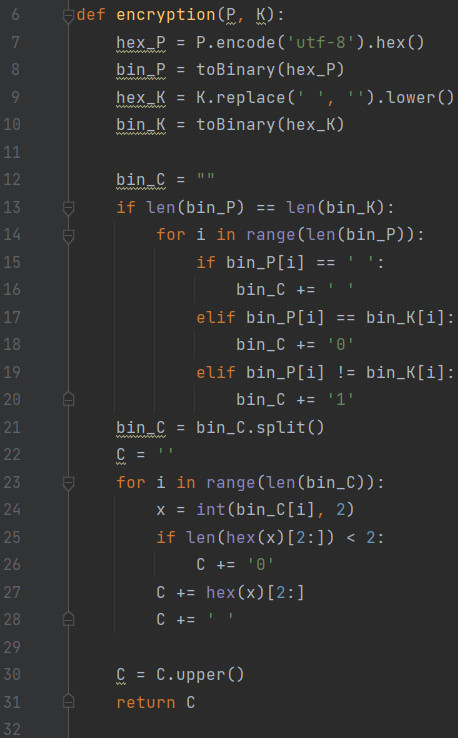 6 def encryption(P, K):
7     hex_P = P.encode('utf-8').hex()
8     bin_P = toBinary(hex_P)
9     hex_K = K.replace(' ', '').lower()
10     bin_K = toBinary(hex_K)
11
12     bin_C = ""
13     if len(bin_P) == len(bin_K):
14         for i in range(len(bin_P)):
15             if bin_P[i] == ' ':
16                 bin_C += ' '
17             elif bin_P[i] == bin_K[i]:
18                 bin_C += '0'
19             elif bin_P[i] != bin_K[i]:
20                 bin_C += '1'
21     bin_C = bin_C.split()
22     C = ''
23     for i in range(len(bin_C)):
24         x = int(bin_C[i], 2)
25         if len(hex(x)[2:]) < 2:
26             C += '0'
27         C += hex(x)[2:]
28         C += ' '
29
30     C = C.upper()
31     return C
32